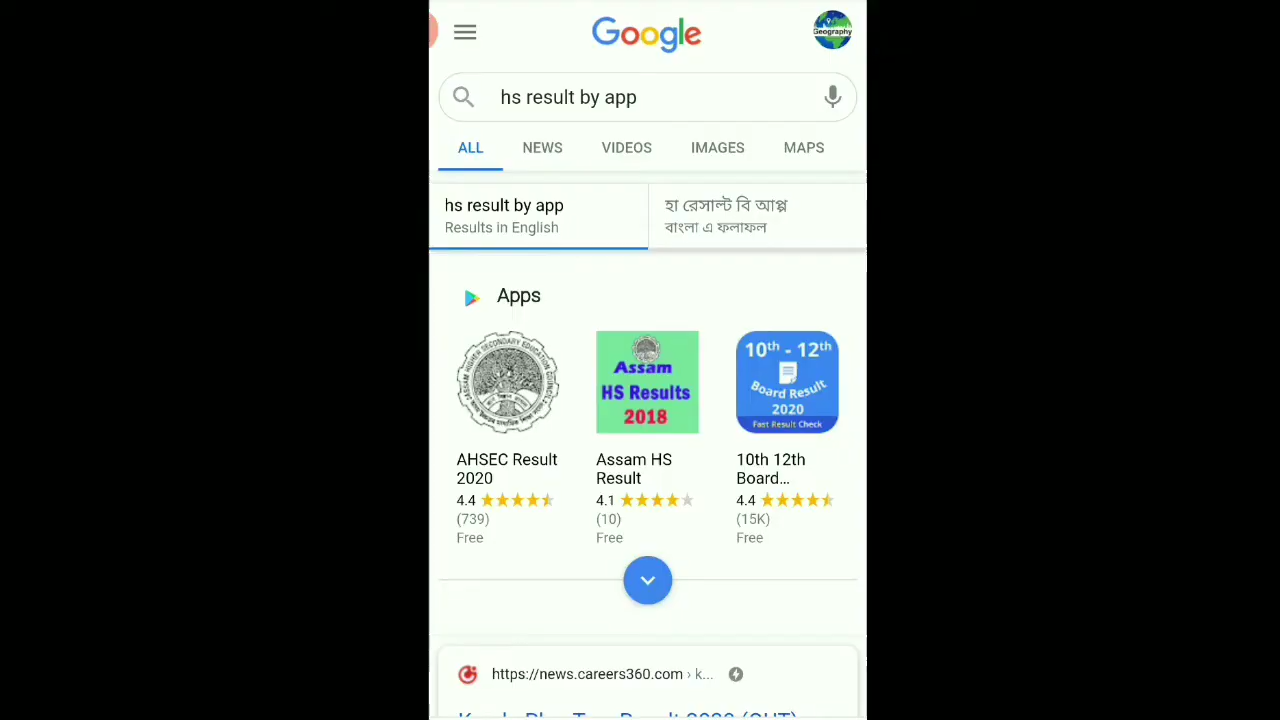 Google
Geography
hs result by app
ALL NEWS VIDEOS IMAGES MAPS
hs result by app
Results in English
হা রেসাল্ট বি আপ্প
বাংলা এ ফলাফল
Apps
Assam
HS Results
2018
10th - 12th
Board Result
2020
Fast Result Check
AHSEC Result
2020
4.4
(739)
Free
Assam HS
Result
4.1
(10)
Free
10th 12th
Board...
4.4
(15K)
Free
https://news.careers360.com › k...